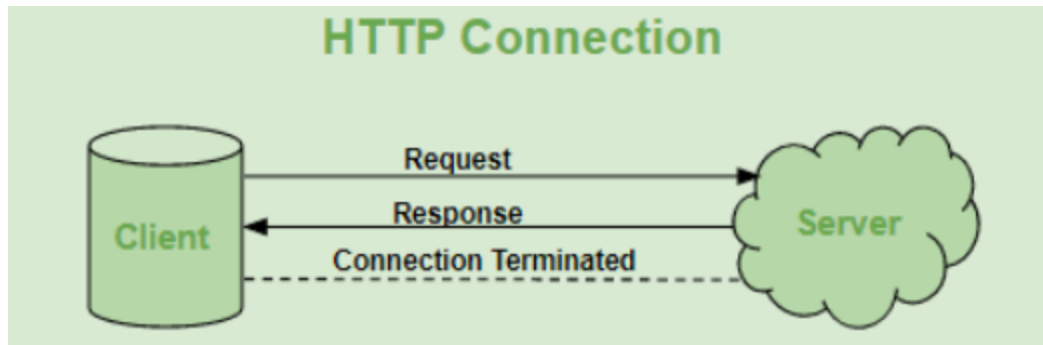 HTTP Connection
Request
Response
Client
Server
Connection Terminated